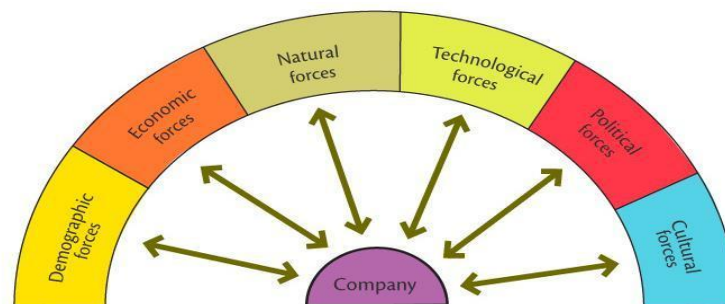 Demographic
forces
Economic
forces
Natural
forces
Technological
forces
Political
forces
Cultural
forces
Company